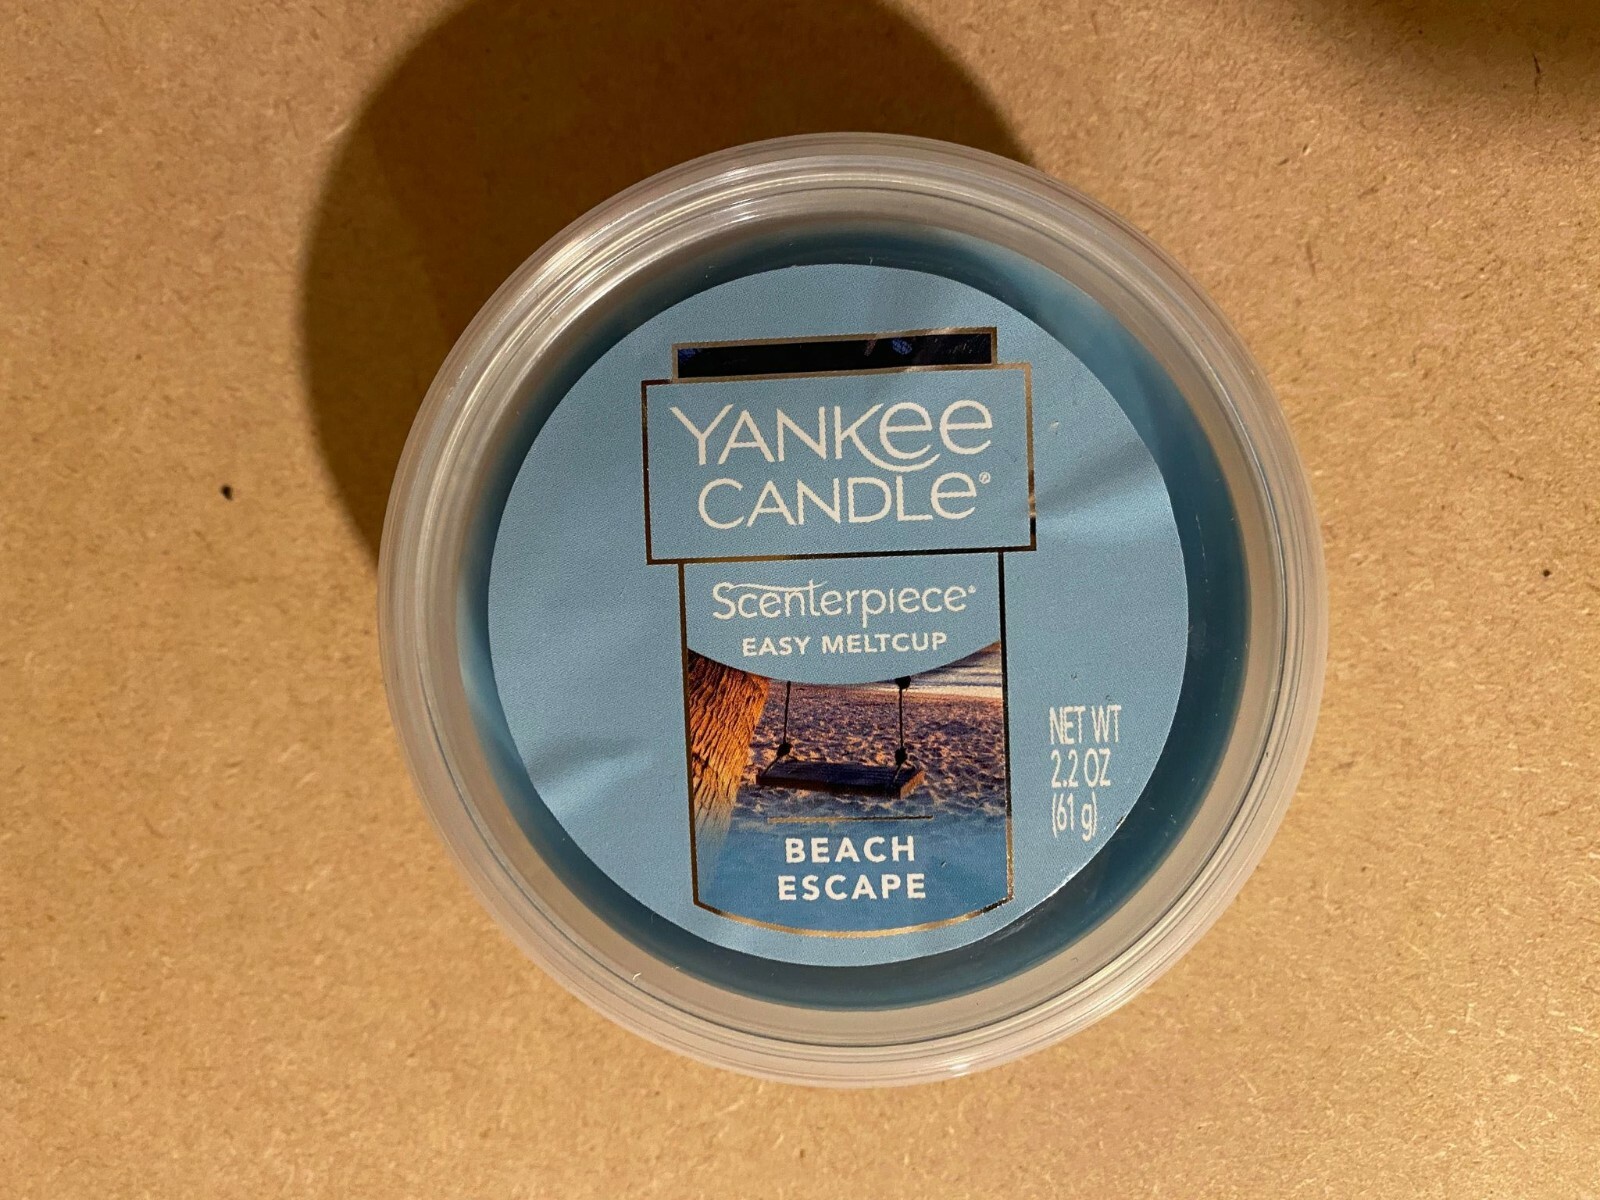 YANKEE
CANDLE®
Scenterpiece®
EASY MELTCUP
BEACH
ESCAPE
NET WT
2.2 OZ
(61 g)